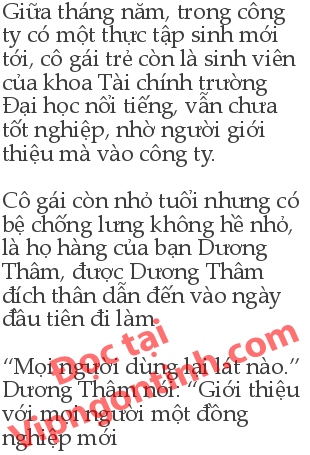 Giữa tháng năm, trong công
ty có một thực tập sinh mới
tới, cô gái trẻ còn là sinh viên
của khoa Tài chính trường
Đại học nổi tiếng, vẫn chưa
tốt nghiệp, nhờ người giới
thiệu mà vào công ty.
Cô gái còn nhỏ tuổi nhưng có
bệ chống lưng không hề nhỏ,
là họ hàng của bạn Dương
Thâm, được Dương Thâm
đích thân dẫn đến vào ngày
đầu tiên đi làm.
“Mọi người dừng lại lát nào.”
Dương Thâm nói: “Giới thiệu
với mọi người một đồng
nghiệp mới
Đọc tại
Vipngontinh.com